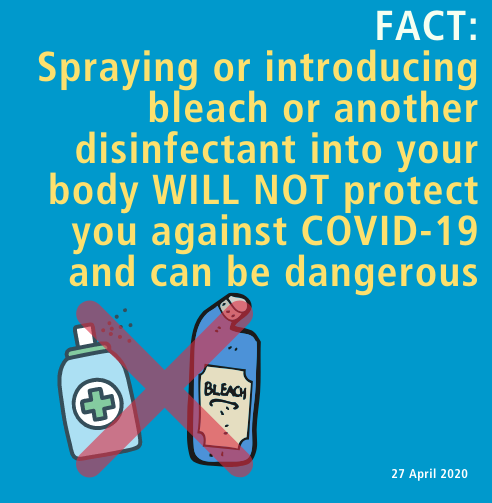 FACT:
Spraying or introducing
bleach or another
disinfectant into your
body WILL NOT protect
you against COVID-19
and can be dangerous
BLEACH
27 April 2020